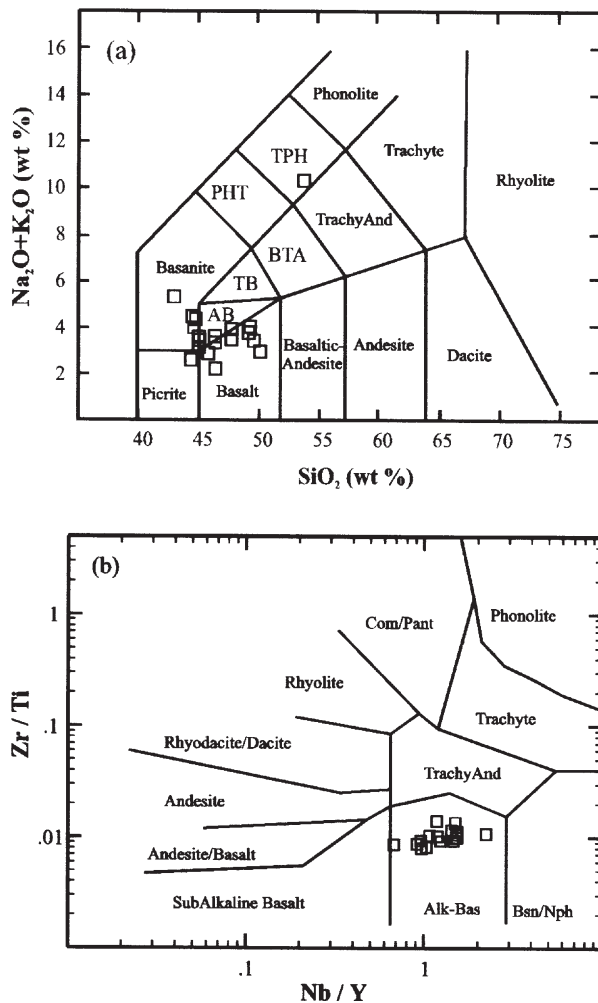 (a)
Na₂O+K₂O (wt %)
16
14
12
10
8
6
4
2
Phonolite
TPH
Trachyte
Rhyolite
PHT
TrachyAnd
BTA
Basanite
TB
AB
Basaltic-
Andesite
Andesite
Dacite
Picrite
Basalt
40 45 50 55 60 65 70 75
SiO₂ (wt %)
(b)
Zr / Ti
1
.1
.01
Com/Pant
Phonolite
Rhyolite
Trachyte
Rhyodacite/Dacite
TrachyAnd
Andesite
Andesite/Basalt
SubAlkaline Basalt
Alk-Bas
Bsn/Nph
.1 1
Nb / Y